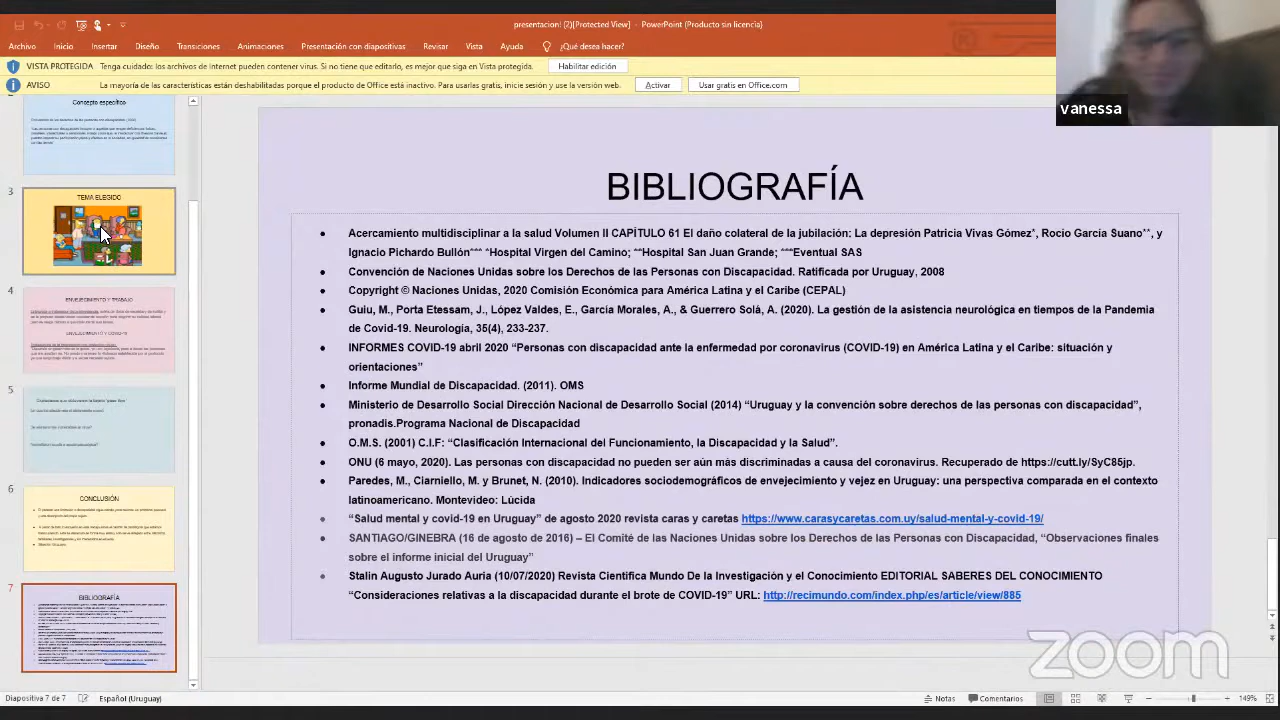 presentacion! (2)[Protected View] - PowerPoint (Producto sin licencia)
Archivo Inicio Insertar Diseño Transiciones Animaciones Presentación con diapositivas Revisar Vista Ayuda ¿Qué desea hacer?
VISTA PROTEGIDA Tenga cuidado: los archivos de Internet pueden contener virus. Si no tiene que editarlo, es mejor que siga en Vista protegida. Habilitar edición
AVISO La mayoría de las características están deshabilitadas porque el producto de Office está inactivo. Para usarlas gratis, inicie sesión y use la versión web. Activar Usar gratis en Office.com
vanessa
Concepto específico
3
TEMA ELEGIDO
4
ENVEJECIMIENTO Y TRABAJO
ENVEJECIMIENTO Y COVID-19
5
6
CONCLUSIÓN
7
BIBLIOGRAFÍA
BIBLIOGRAFÍA
• Acercamiento multidisciplinar a la salud Volumen II CAPÍTULO 61 El daño colateral de la jubilación: La depresión Patricia Vivas Gómez*, Rocío García Suano**, y
Ignacio Pichardo Bullón*** *Hospital Virgen del Camino; **Hospital San Juan Grande; ***Eventual SAS
• Convención de Naciones Unidas sobre los Derechos de las Personas con Discapacidad. Ratificada por Uruguay, 2008
• Copyright © Naciones Unidas, 2020 Comisión Económica para América Latina y el Caribe (CEPAL)
• Guiu, M., Porta Etessam, J., López Valdes, E., García Morales, A., & Guerrero Solá, A. (2020). La gestión de la asistencia neurológica en tiempos de la Pandemia
de Covid-19. Neurología, 35(4), 233-237.
• INFORMES COVID-19 abril 2020 “Personas con discapacidad ante la enfermedad por coronavirus (COVID-19) en América Latina y el Caribe: situación y
orientaciones”
• Informe Mundial de Discapacidad. (2011). OMS
• Ministerio de Desarrollo Social Dirección Nacional de Desarrollo Social (2014) “Uruguay y la convención sobre derechos de las personas con discapacidad”,
pronadis.Programa Nacional de Discapacidad
• O.M.S. (2001) C.I.F: “Clasificación Internacional del Funcionamiento, la Discapacidad y la Salud”.
• ONU (6 mayo, 2020). Las personas con discapacidad no pueden ser aún más discriminadas a causa del coronavirus. Recuperado de https://cutt.ly/SyC85jp.
• Paredes, M., Ciarniello, M. y Brunet, N. (2010). Indicadores sociodemográficos de envejecimiento y vejez en Uruguay: una perspectiva comparada en el contexto
latinoamericano. Montevideo: Lúcida
• “Salud mental y covid-19 en Uruguay” de agosto 2020 revista caras y caretas https://www.carasycaretas.com.uy/salud-mental-y-covid-19/
• SANTIAGO/GINEBRA (16 de agosto de 2016) – El Comité de las Naciones Unidas sobre los Derechos de las Personas con Discapacidad, “Observaciones finales
sobre el informe inicial del Uruguay”
• Stalin Augusto Jurado Auria (10/07/2020) Revista Científica Mundo De la Investigación y el Conocimiento EDITORIAL SABERES DEL CONOCIMIENTO
“Consideraciones relativas a la discapacidad durante el brote de COVID-19” URL: http://recimundo.com/index.php/es/article/view/885
zoom
Diapositiva 7 de 7 Español (Uruguay) Notas Comentarios 149%